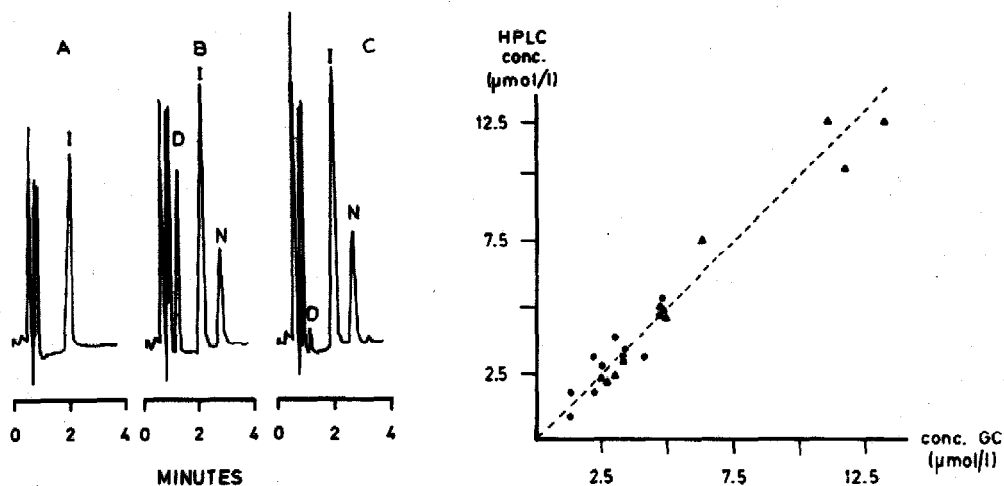 A
I
0 2 4
B
I
D
N
0 2 4
C
I
N
D
0 2 4
MINUTES
HPLC
conc.
(μmol/l)
12.5
7.5
2.5
2.5 7.5 12.5
conc. GC
(μmol/l)